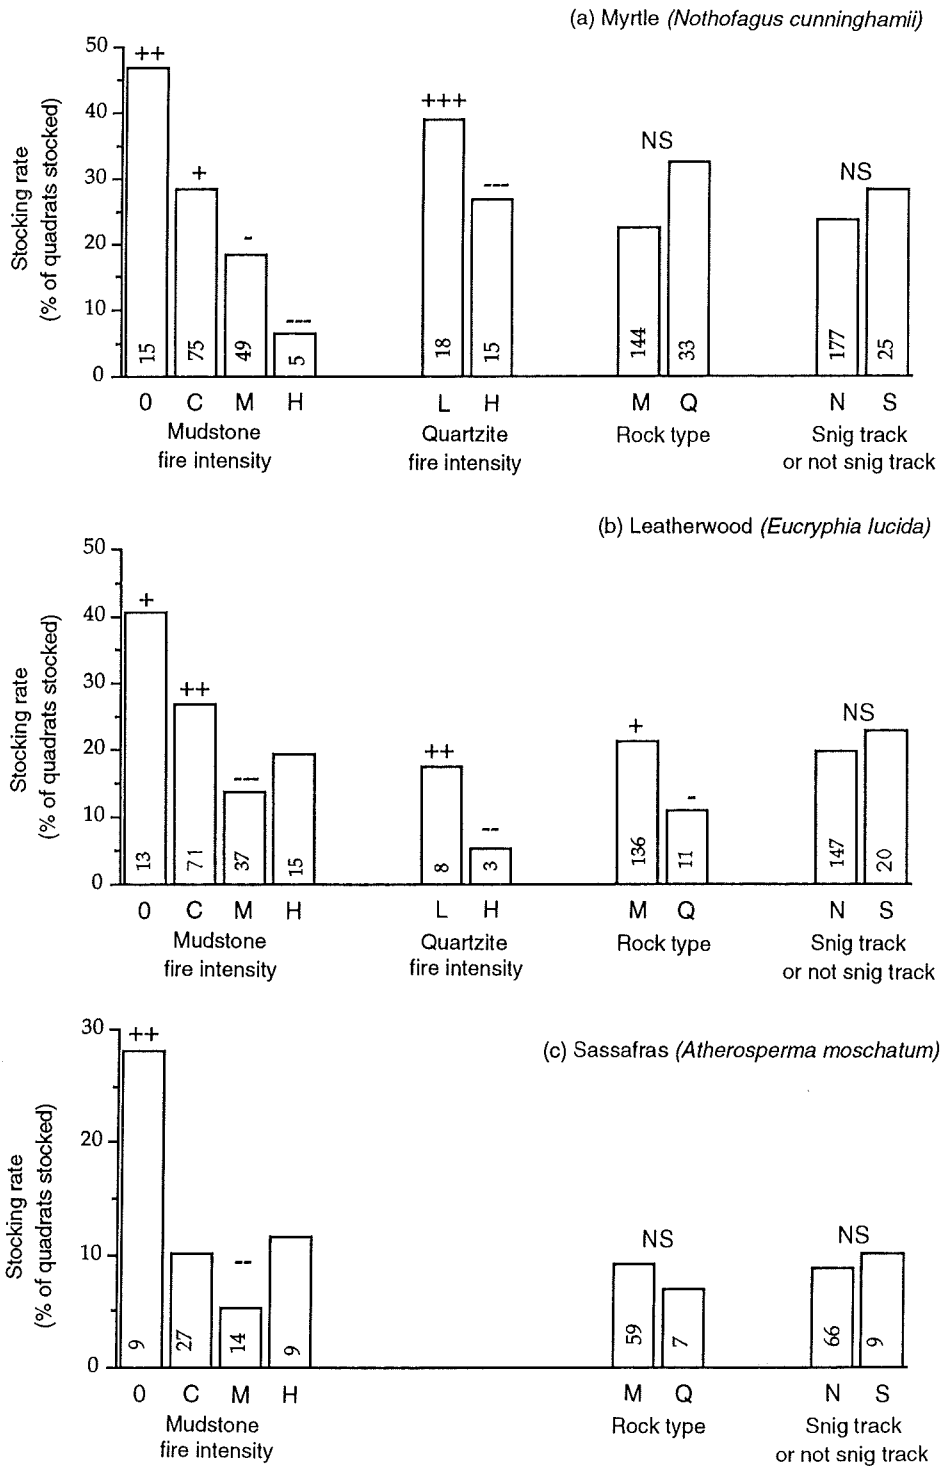 (a) Myrtle (Nothofagus cunninghamii)
Stocking rate
(% of quadrats stocked)
50
40
30
20
10
0
++
+
-
---
+++
---
NS
NS
15
75
49
5
18
15
144
33
177
25
0 C M H
L H
M Q
N S
Mudstone
fire intensity
Quartzite
fire intensity
Rock type
Snig track
or not snig track
(b) Leatherwood (Eucryphia lucida)
Stocking rate
(% of quadrats stocked)
50
40
30
20
10
0
+
++
---
++
--
+
-
NS
13
71
37
15
8
3
136
11
147
20
0 C M H
L H
M Q
N S
Mudstone
fire intensity
Quartzite
fire intensity
Rock type
Snig track
or not snig track
(c) Sassafras (Atherosperma moschatum)
Stocking rate
(% of quadrats stocked)
30
20
10
0
++
--
NS
NS
9
27
14
9
59
7
66
9
0 C M H
M Q
N S
Mudstone
fire intensity
Rock type
Snig track
or not snig track